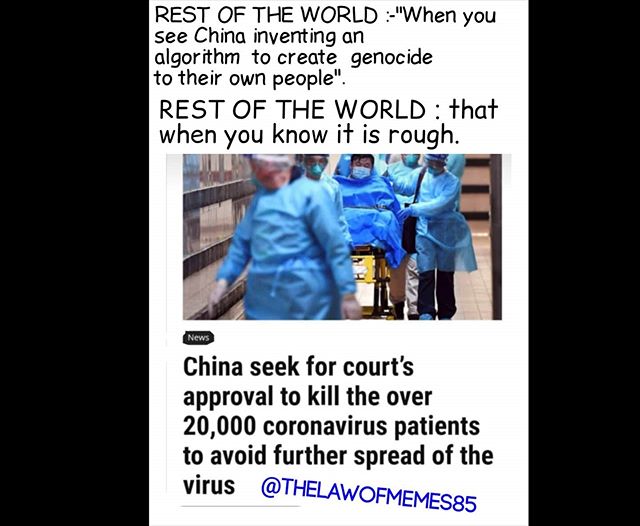 REST OF THE WORLD :-"When you
see China inventing an
algorithm to create genocide
to their own people".
REST OF THE WORLD : that
when you know it is rough.
News
China seek for court's
approval to kill the over
20,000 coronavirus patients
to avoid further spread of the
virus @THELAWOFMEMES85